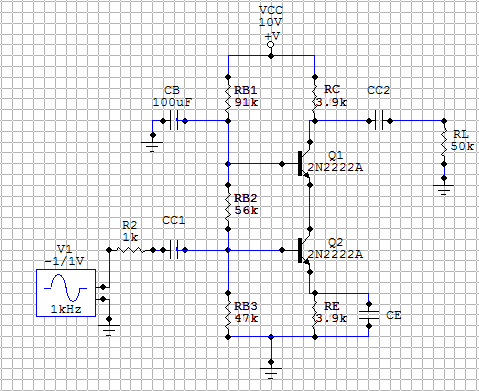 VCC
10V
+V
CB
100uF
RB1
91k
RC
3.9k
CC2
RL
50k
Q1
2N2222A
RB2
56k
R2
1k
CC1
Q2
2N2222A
V1
-1/1V
1kHz
RB3
47k
RE
3.9k
CE